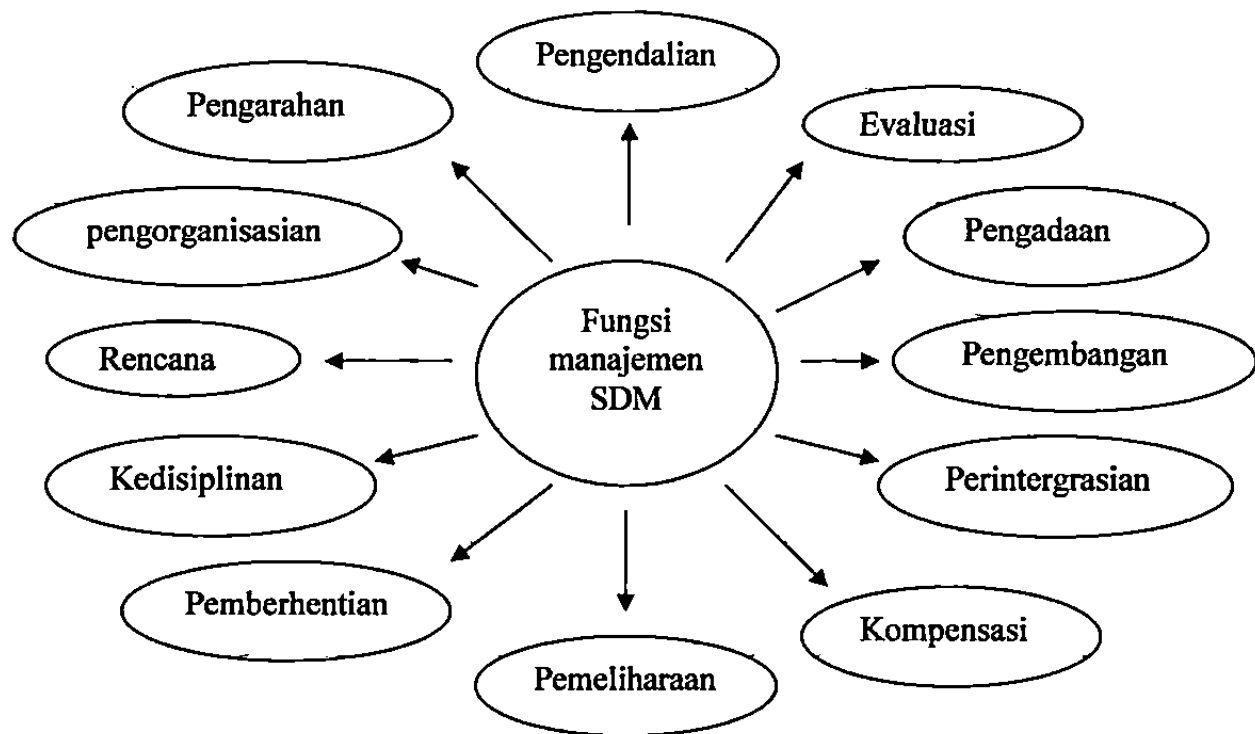 Pengendalian
Pengarahan
Evaluasi
pengorganisasian
Pengadaan
Fungsi
manajemen
SDM
Rencana
Pengembangan
Kedisiplinan
Perintergrasian
Pemberhentian
Kompensasi
Pemeliharaan